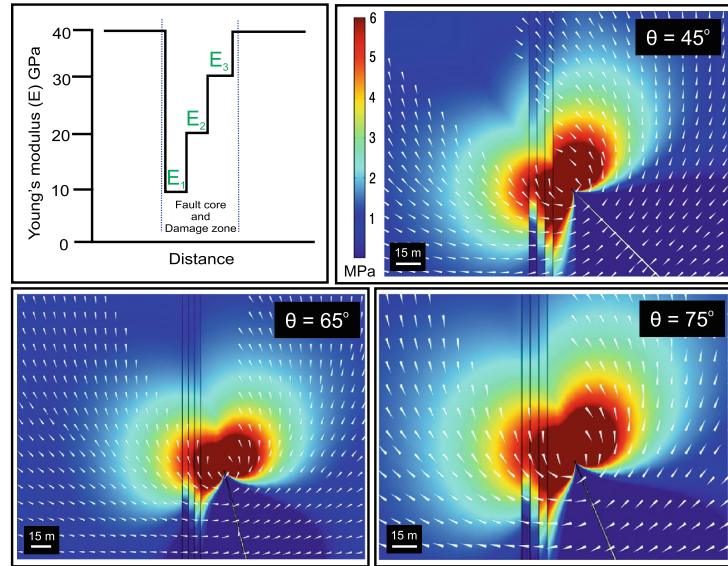 40
30
20
10
0
Young's modulus (E) GPa
E₁
E₂
E₃
Fault core
and
Damage zone
Distance
6
5
4
3
2
1
MPa
θ = 45°
15 m
θ = 65°
15 m
θ = 75°
15 m